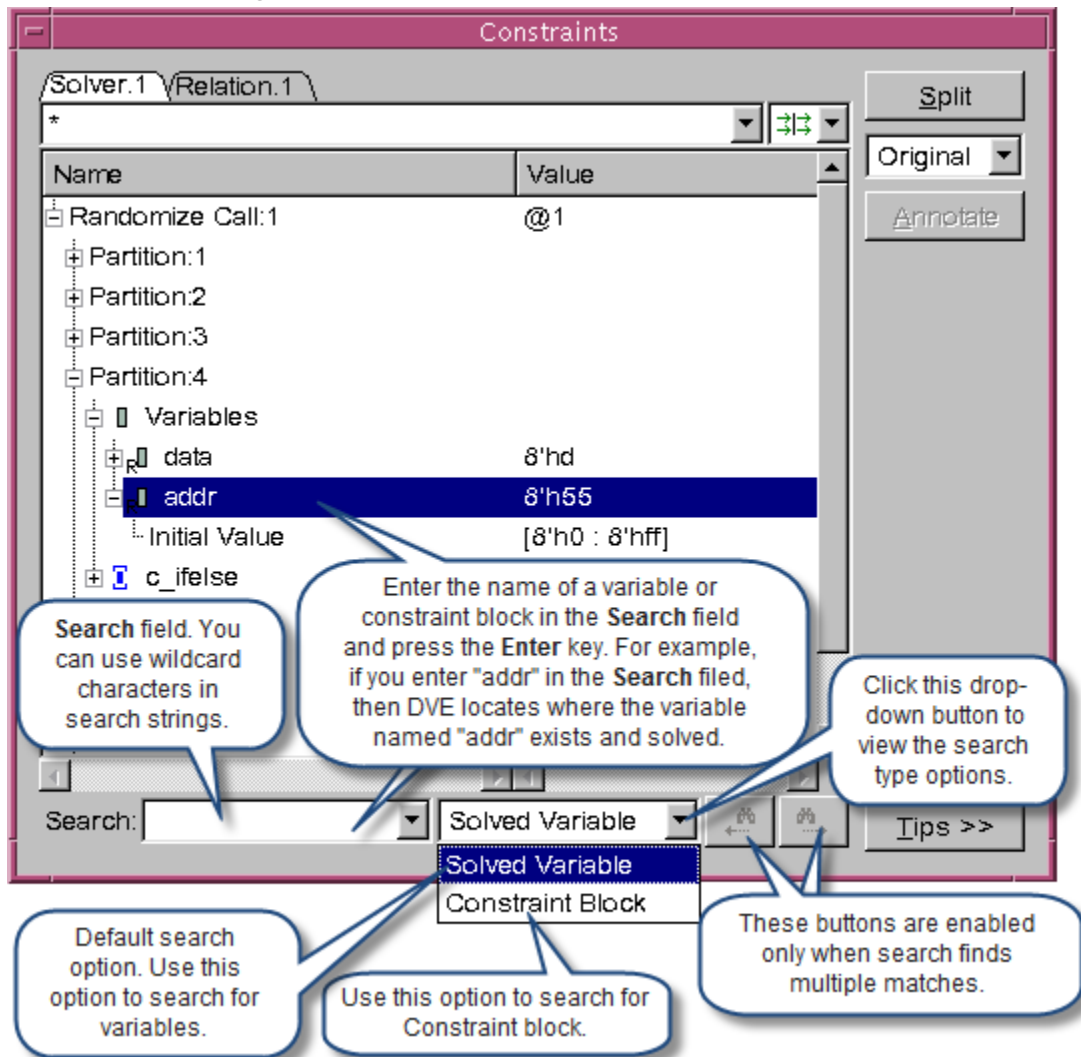 Constraints
Solver.1 Relation.1
Split
*
Original
Name Value
Annotate
Randomize Call:1 @1
Partition:1
Partition:2
Partition:3
Partition:4
Variables
R data 8'hd
R addr 8'h55
Initial Value [8'h0 : 8'hff]
c_ifelse
Enter the name of a variable or
constraint block in the Search field
and press the Enter key. For example,
if you enter "addr" in the Search filed,
then DVE locates where the variable
named "addr" exists and solved.
Search field. You
can use wildcard
characters in
search strings.
Click this drop-
down button to
view the search
type options.
Search:
Solved Variable
Tips >>
Solved Variable
Constraint Block
Default search
option. Use this
option to search for
variables.
Use this option to search for
Constraint block.
These buttons are enabled
only when search finds
multiple matches.